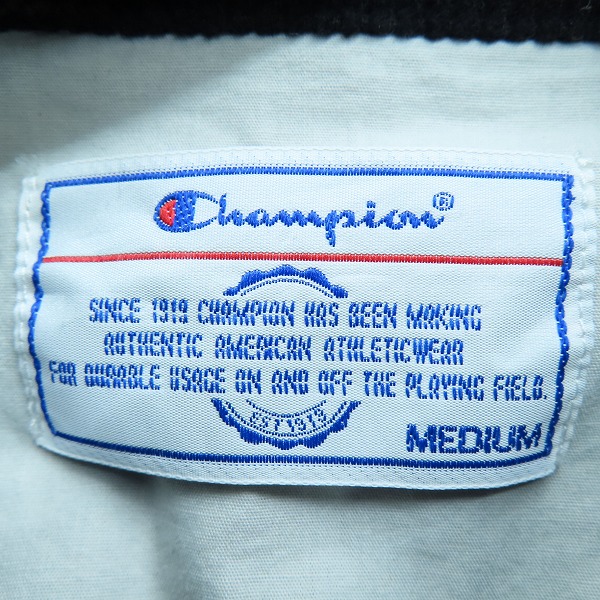 Champion®
SINCE 1919 CHAMPION HAS BEEN MAKING
AUTHENTIC AMERICAN ATHLETICWEAR
FOR DURABLE USAGE ON AND OFF THE PLAYING FIELD.
EST 1919
MEDIUM